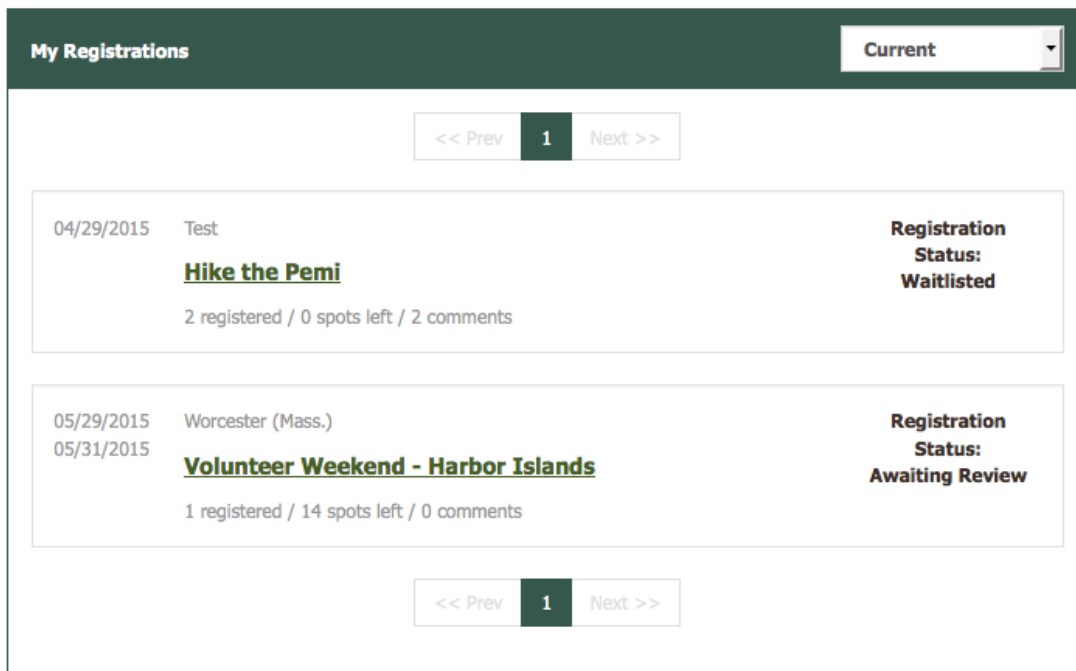 My Registrations
Current
<< Prev 1 Next >>
04/29/2015
Test
Hike the Pemi
2 registered / 0 spots left / 2 comments
Registration
Status:
Waitlisted
05/29/2015
05/31/2015
Worcester (Mass.)
Volunteer Weekend - Harbor Islands
1 registered / 14 spots left / 0 comments
Registration
Status:
Awaiting Review
<< Prev 1 Next >>